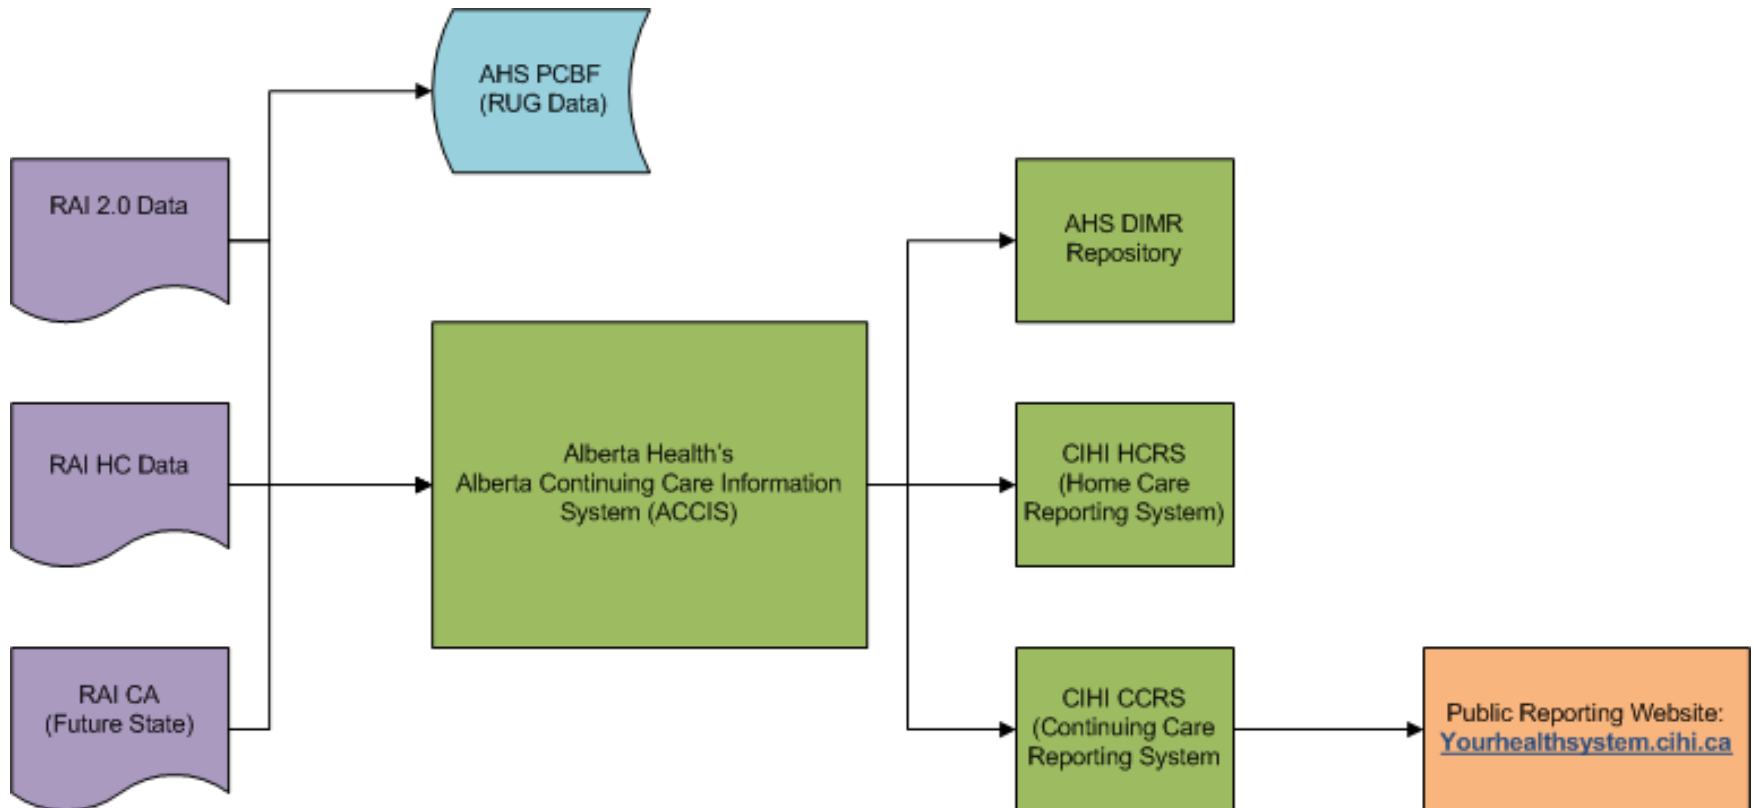 AHS PCBF
(RUG Data)
RAI 2.0 Data
AHS DIMR
Repository
RAI HC Data
Alberta Health's
Alberta Continuing Care Information
System (ACCIS)
CIHI HCRS
(Home Care
Reporting System)
RAI CA
(Future State)
CIHI CCRS
(Continuing Care
Reporting System
Public Reporting Website:
Yourhealthsystem.cihi.ca